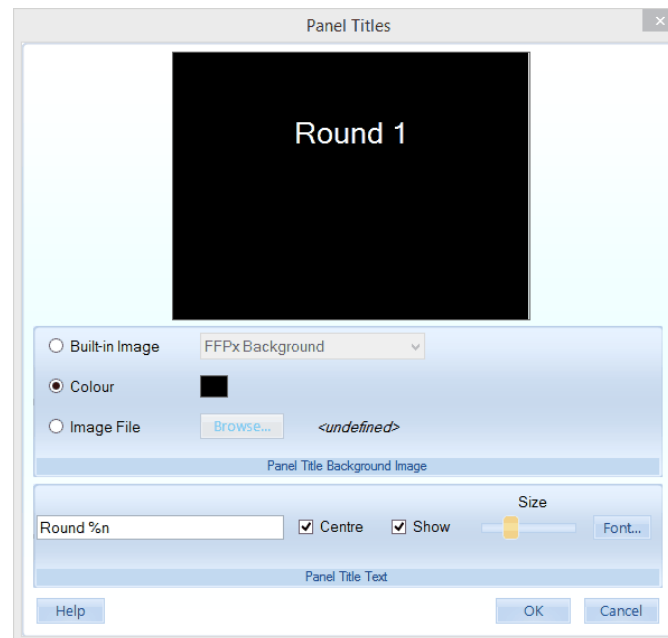 Panel Titles
Round 1
Built-in Image
FFPx Background
Colour
Image File
Browse...
<undefined>
Panel Title Background Image
Size
Round %n
Centre
Show
Font...
Panel Title Text
Help
OK
Cancel